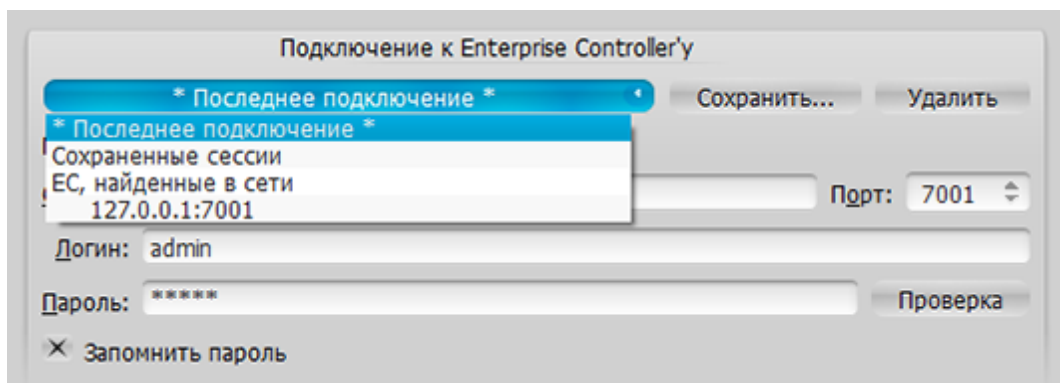 Подключение к Enterprise Controller'у
* Последнее подключение * Сохранить... Удалить
* Последнее подключение *
Сохраненные сессии
EC, найденные в сети
127.0.0.1:7001
Порт: 7001
Логин: admin
Пароль: ***** Проверка
Запомнить пароль